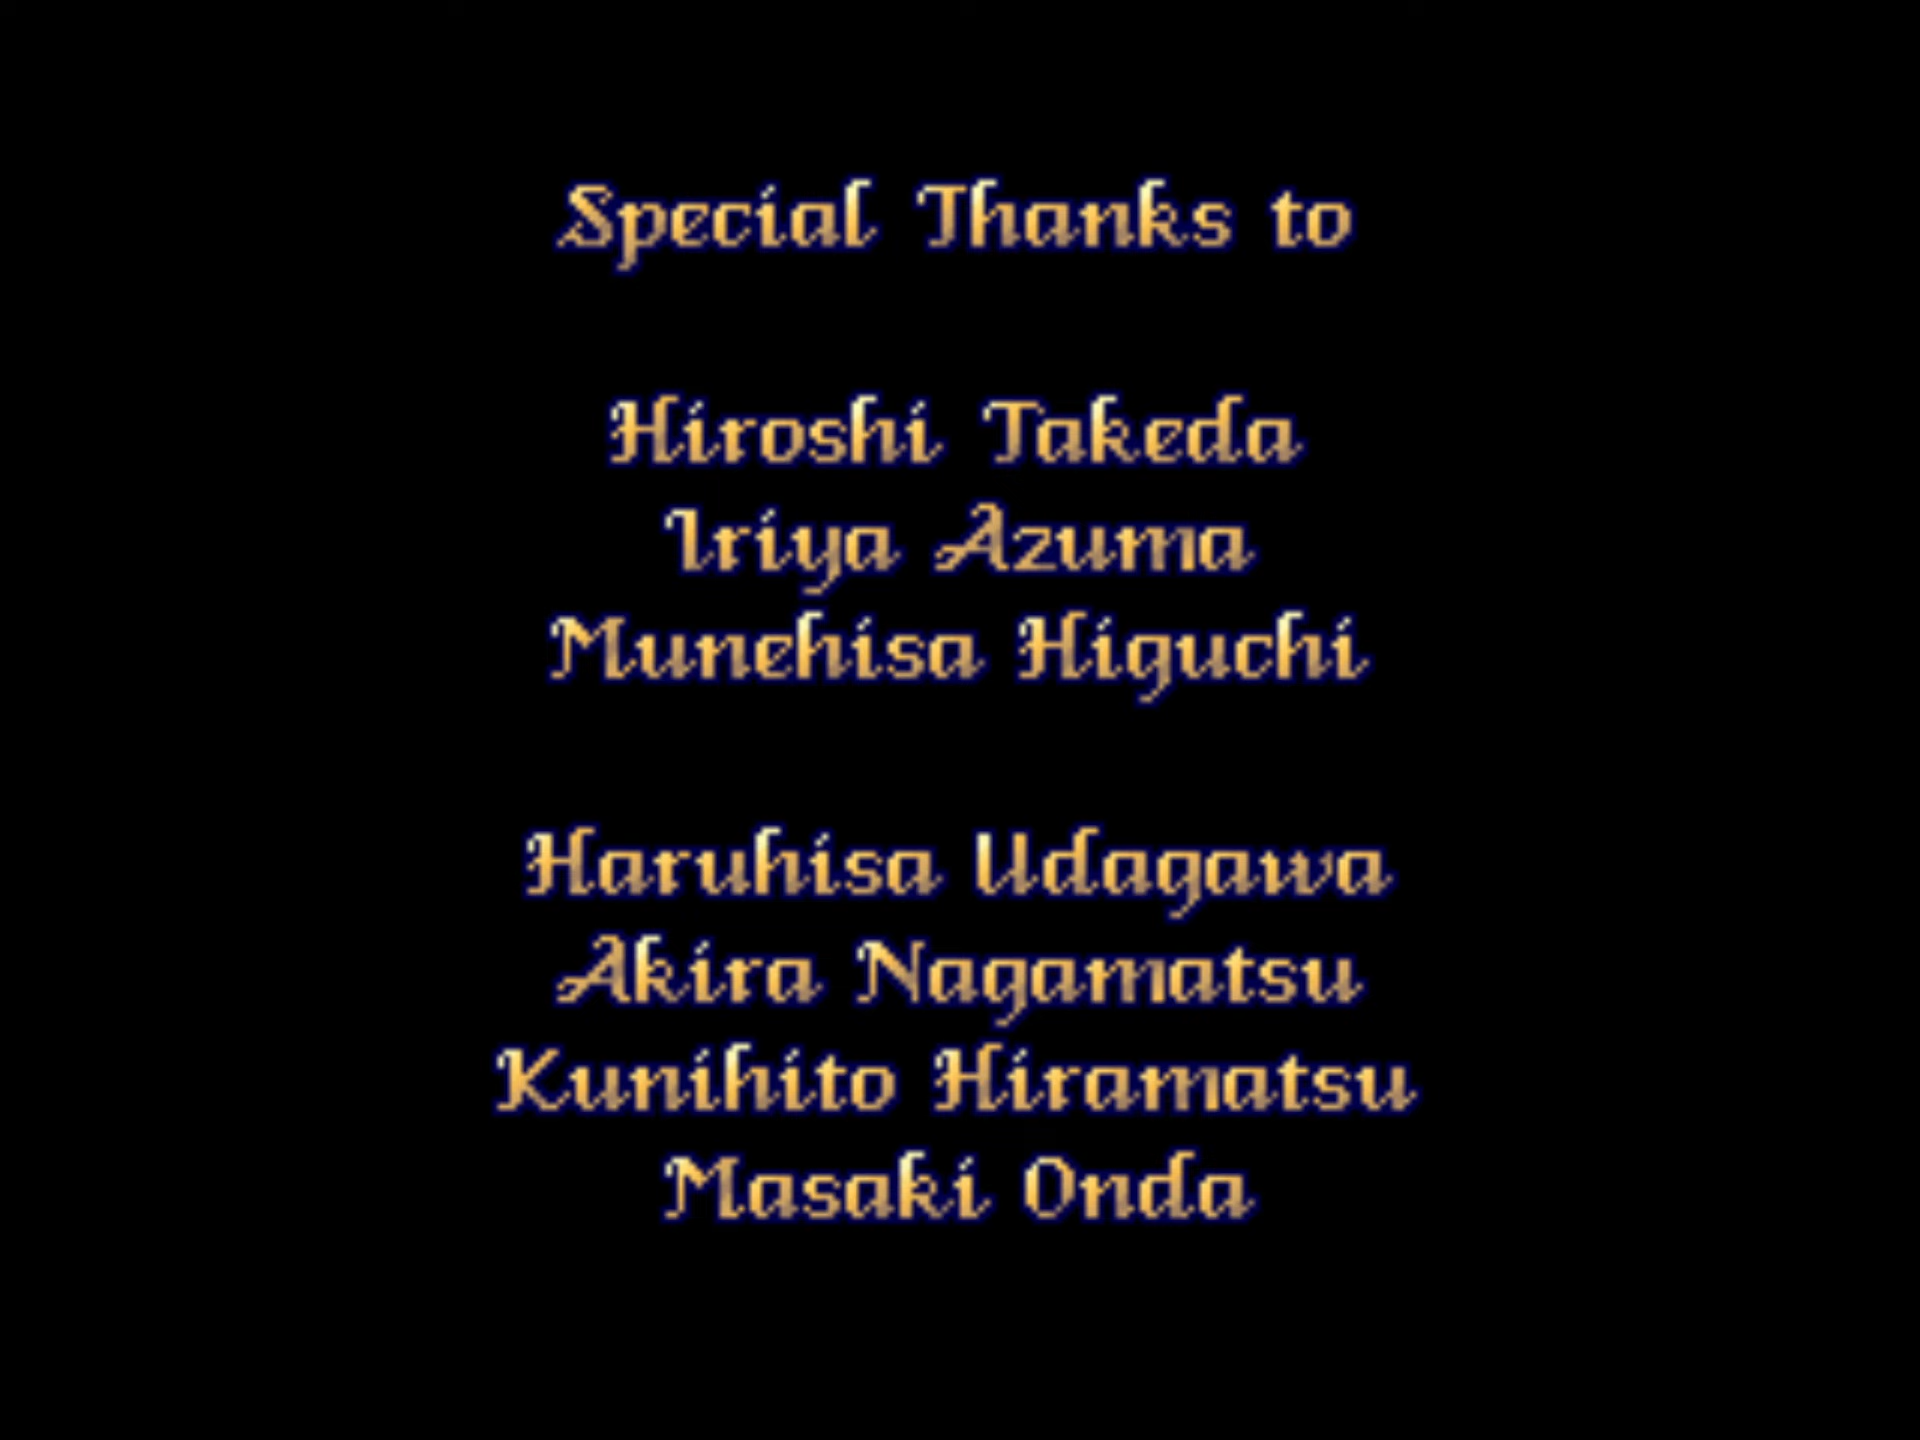 Special Thanks to
Hiroshi Takeda
Iriya Azuma
Munehisa Higuchi
Haruhisa Udagawa
Akira Nagamatsu
Kunihito Hiramatsu
Masaki Onda